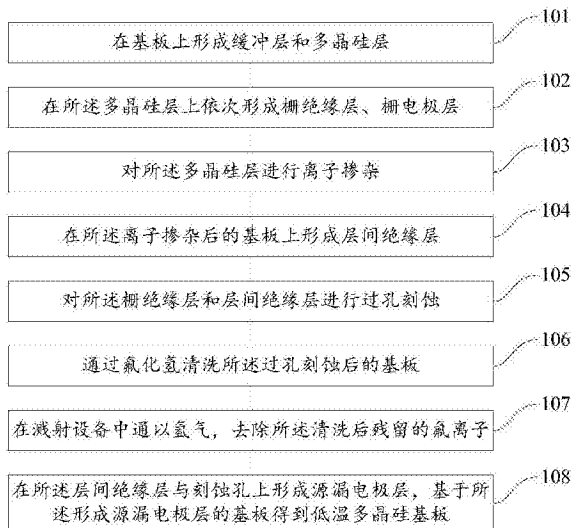 101
在基板上形成缓冲层和多晶硅层
102
在所述多晶硅层上依次形成栅绝缘层、栅电极层
103
对所述多晶硅层进行离子掺杂
104
在所述离子掺杂后的基板上形成层间绝缘层
105
对所述栅绝缘层和层间绝缘层进行过孔刻蚀
106
通过氟化氢清洗所述过孔刻蚀后的基板
107
在溅射设备中通以氢气，去除所述清洗后残留的氟离子
108
在所述层间绝缘层与刻蚀孔上形成源漏电极层，基于所
述形成源漏电极层的基板得到低温多晶硅基板